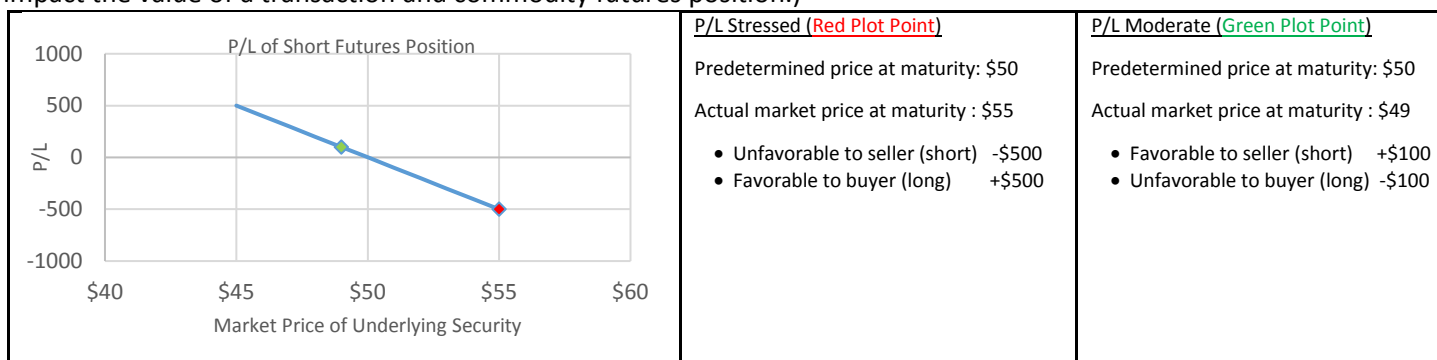 impact the value of a transaction and commodity futures position.)
P/L of Short Futures Position
1000
500
0
-500
-1000
P/L
$40 $45 $50 $55 $60
Market Price of Underlying Security
P/L Stressed (Red Plot Point)
Predetermined price at maturity: $50
Actual market price at maturity : $55
• Unfavorable to seller (short) -$500
• Favorable to buyer (long) +$500
P/L Moderate (Green Plot Point)
Predetermined price at maturity: $50
Actual market price at maturity : $49
• Favorable to seller (short) +$100
• Unfavorable to buyer (long) -$100